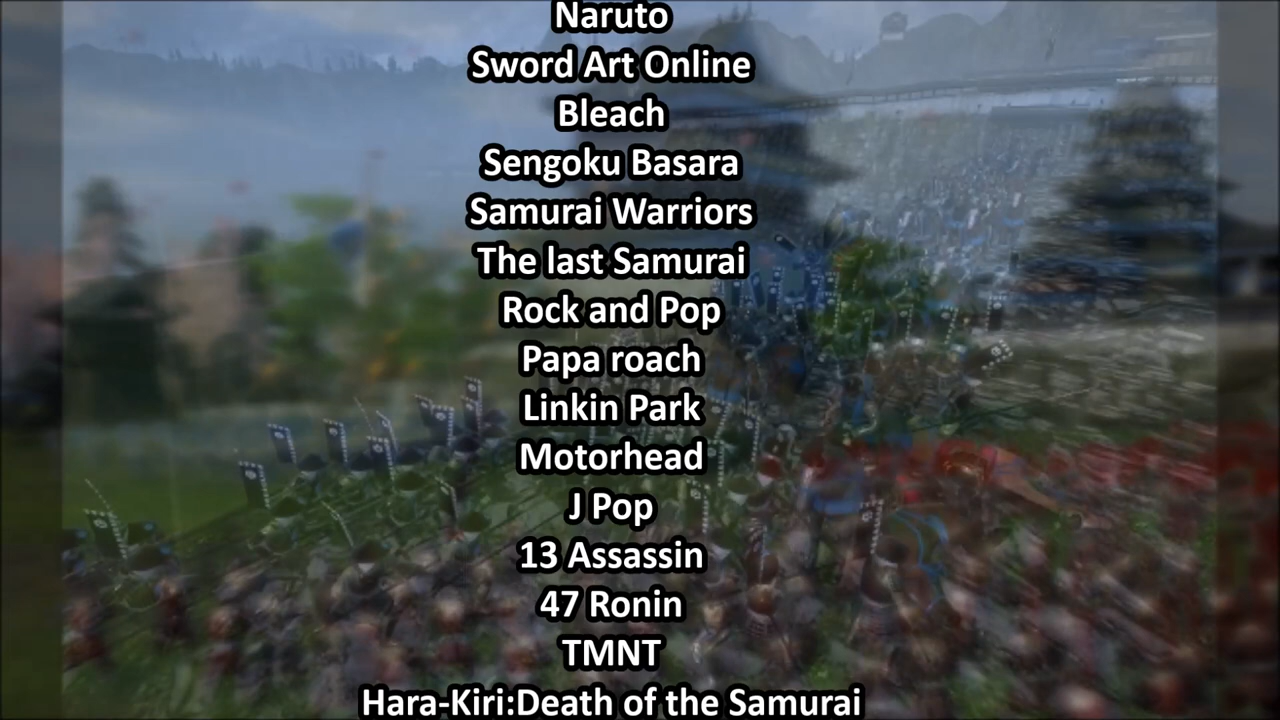 Naruto
Sword Art Online
Bleach
Sengoku Basara
Samurai Warriors
The last Samurai
Rock and Pop
Papa roach
Linkin Park
Motorhead
J Pop
13 Assassin
47 Ronin
TMNT
Hara-Kiri:Death of the Samurai